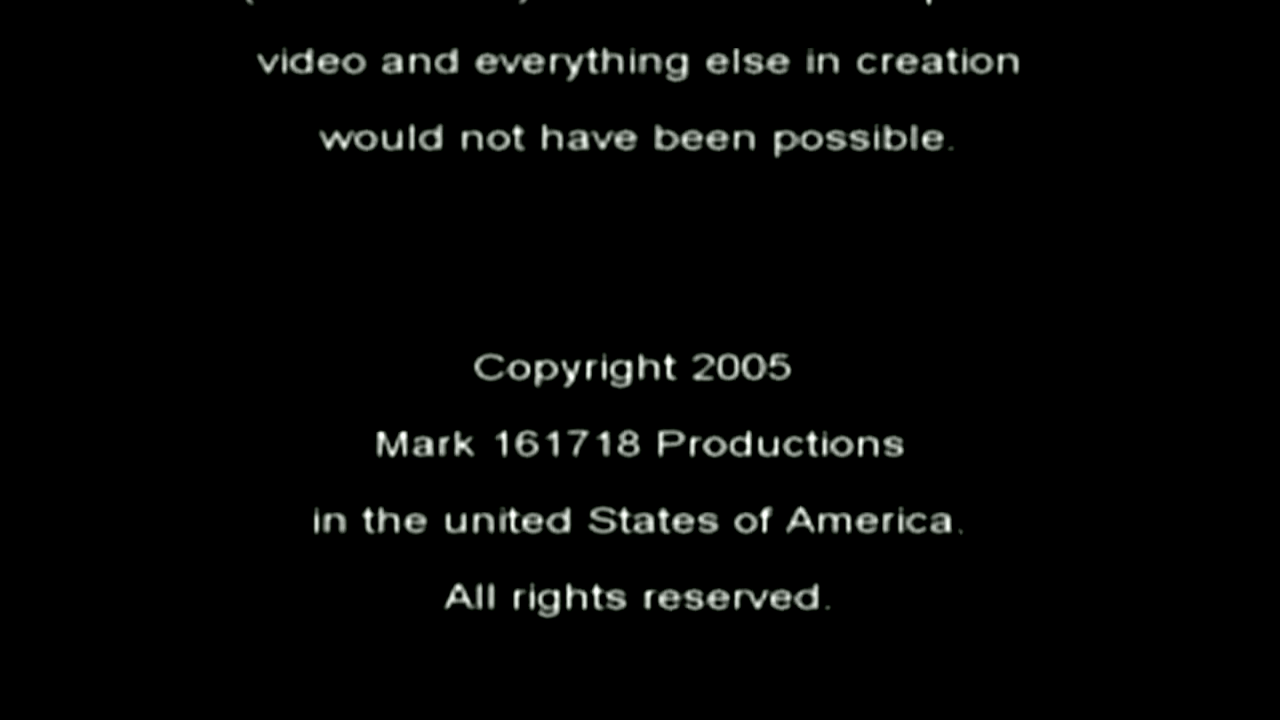 video and everything else in creation
would not have been possible.
Copyright 2005
Mark 161718 Productions
in the united States of America.
All rights reserved.